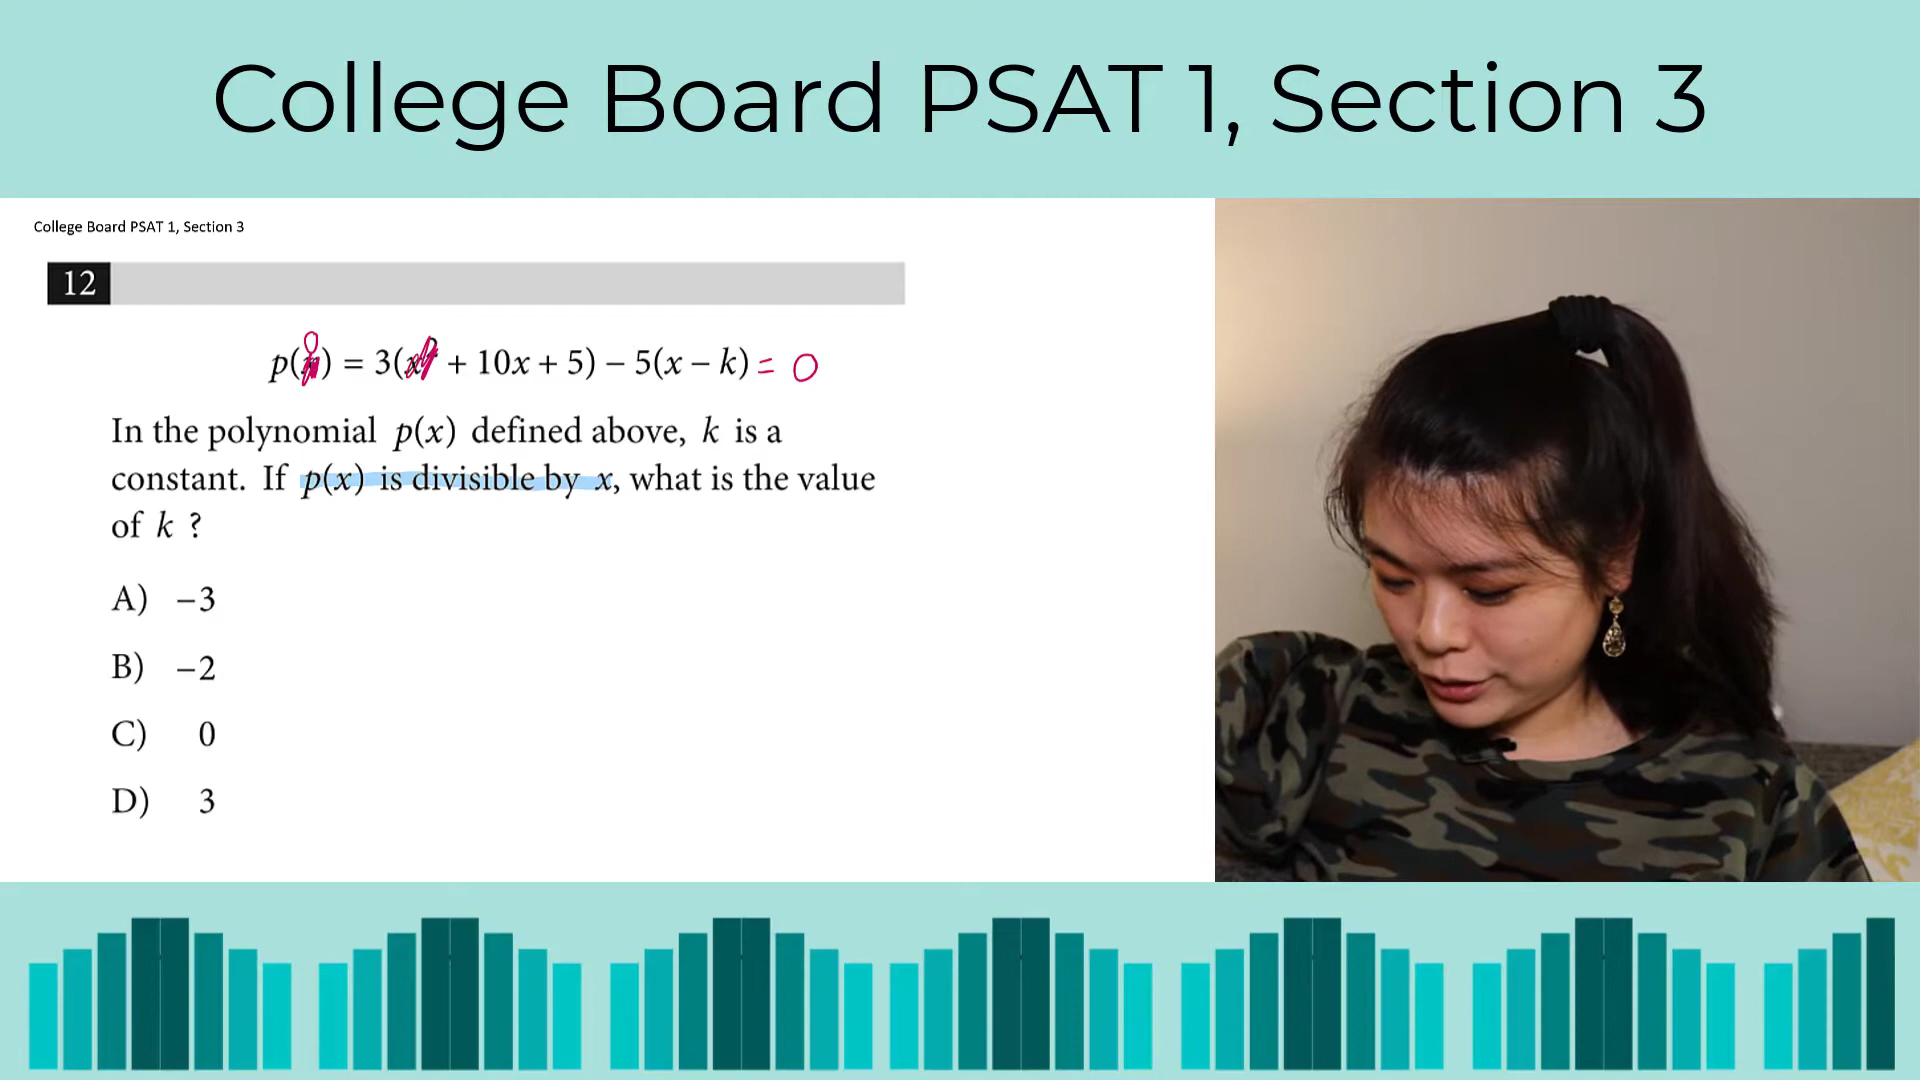 College Board PSAT 1, Section 3
College Board PSAT 1, Section 3
12
p(0) = 3(x² + 10x + 5) – 5(x – k) = 0
In the polynomial p(x) defined above, k is a
constant. If p(x) is divisible by x, what is the value
of k ?
A) –3
B) –2
C) 0
D) 3